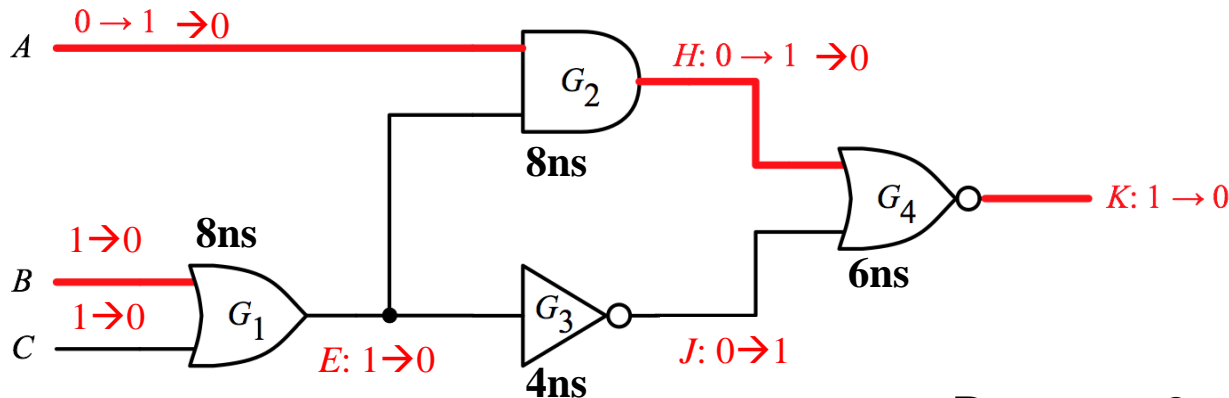 0 → 1 →0
A
H: 0 → 1 →0
G2
8ns
G4
K: 1 → 0
6ns
1→0
8ns
B
1→0
G1
G3
C
E: 1→0
J: 0→1
4ns